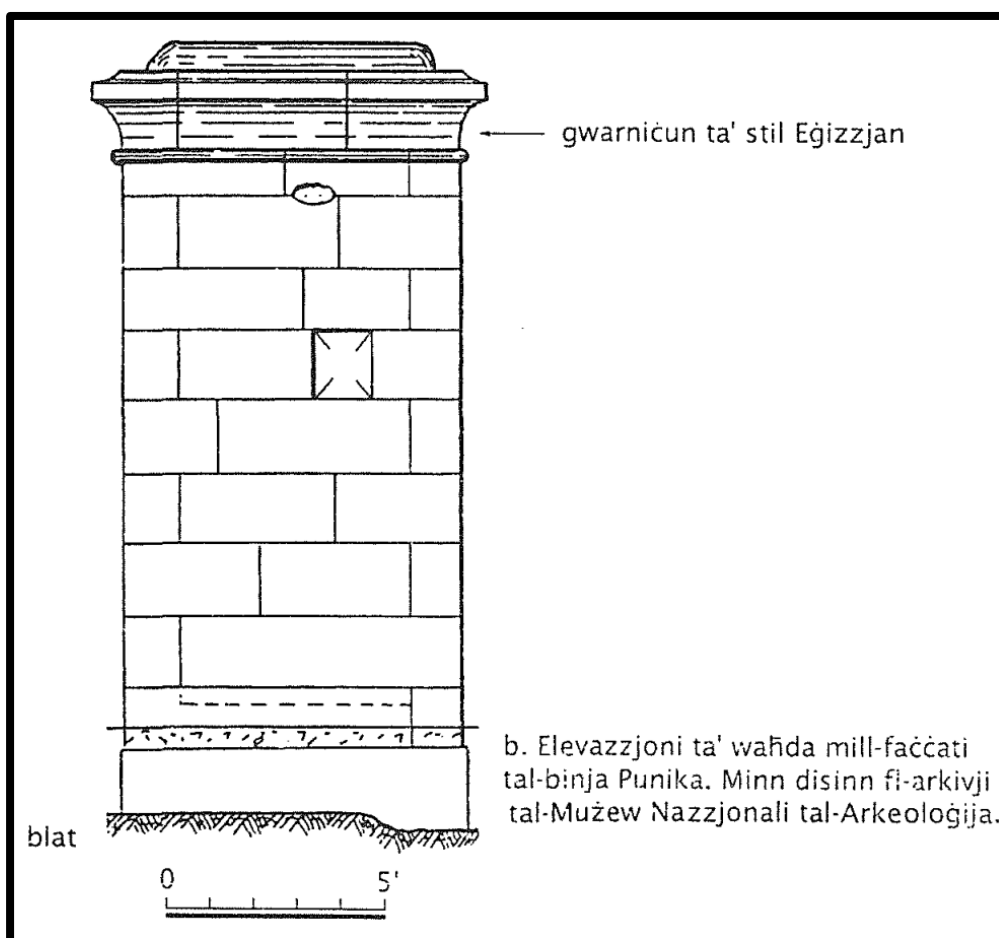 gwarniċun ta' stil Eġizzjan
b. Elevazzjoni ta' waħda mill-faċċati
tal-binja Punika. Minn disinn fl-arkivji
tal-Mużew Nazzjonali tal-Arkeoloġija.
blat
0 5'